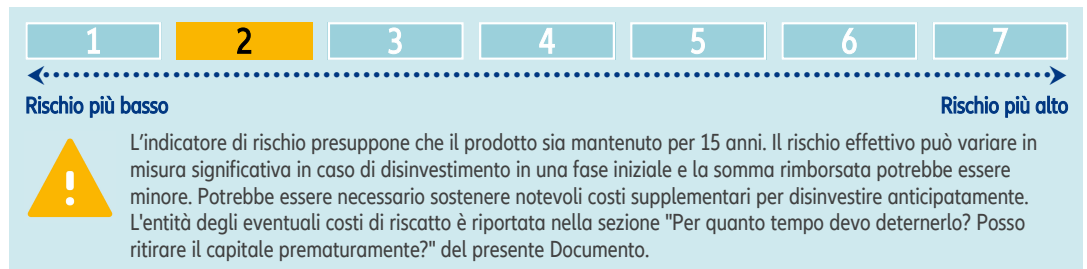 1 2 3 4 5 6 7
Rischio più basso Rischio più alto
L'indicatore di rischio presuppone che il prodotto sia mantenuto per 15 anni. Il rischio effettivo può variare in
misura significativa in caso di disinvestimento in una fase iniziale e la somma rimborsata potrebbe essere
minore. Potrebbe essere necessario sostenere notevoli costi supplementari per disinvestire anticipatamente.
L'entità degli eventuali costi di riscatto è riportata nella sezione "Per quanto tempo devo deternerlo? Posso
ritirare il capitale prematuramente?" del presente Documento.